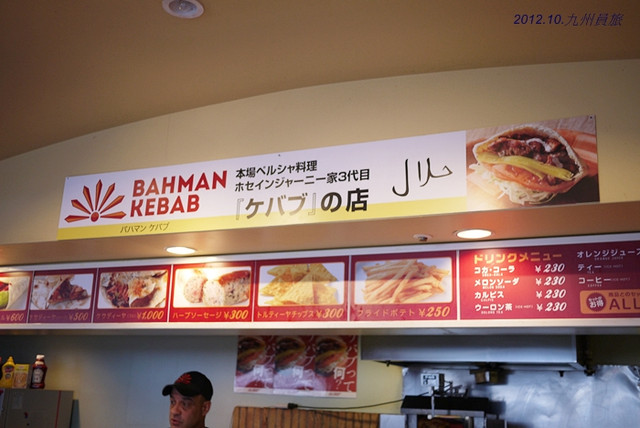 2012.10.九州員旅
BAHMAN
KEBAB
バハマン ケバブ
本場ペルシャ料理
ホセインジャーニー家3代目
『ケバブ』の店
حلال
¥600
¥500
¥1,000
ハーブソーセージ ¥300
トルティーヤチップス ¥300
フライドポテト ¥250
ドリンクメニュー
コカ・コーラ ¥230
メロンソーダ ¥230
カルピス ¥230
ウーロン茶 ¥230
オレンジジュース
ティー
コーヒー
ALL
って
何?